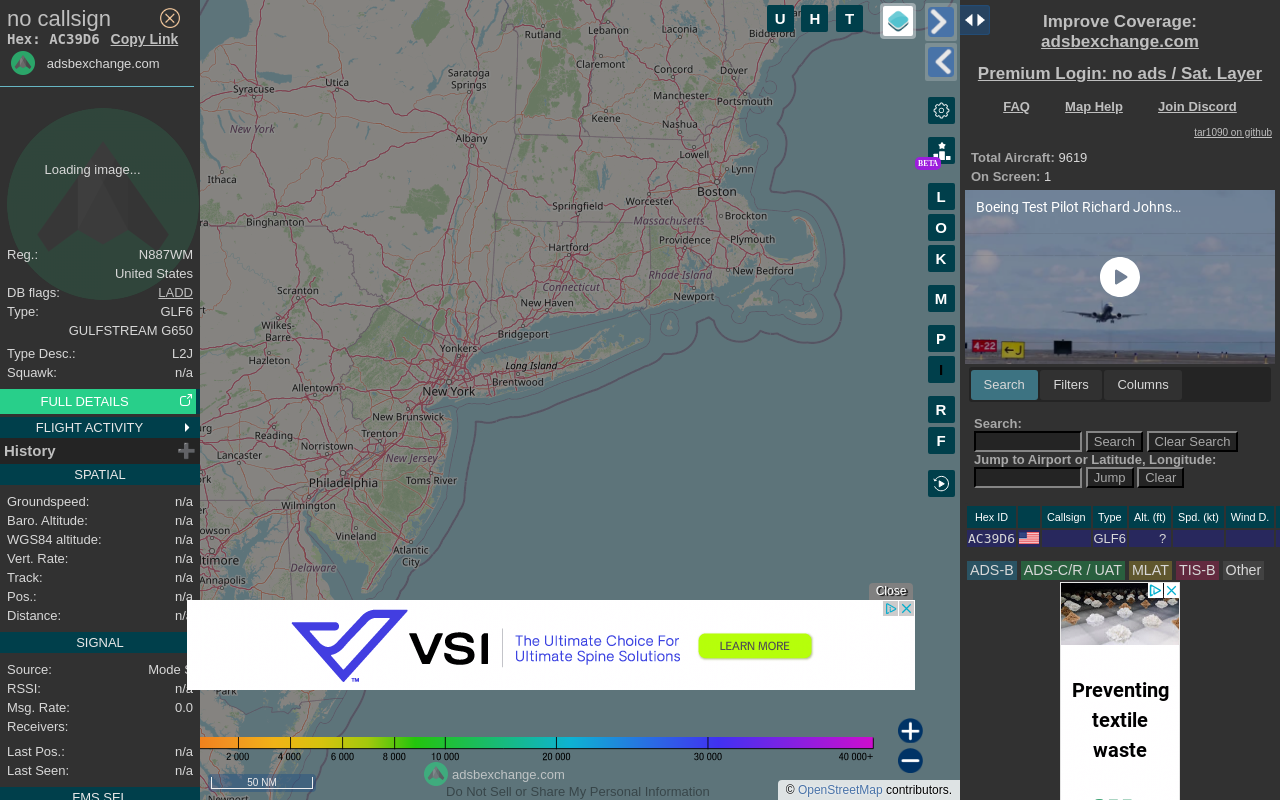 no callsign
Hex: AC39D6 Copy Link
adsbexchange.com
Loading image...
Reg.: N887WM
United States
DB flags: LADD
Type: GLF6
GULFSTREAM G650
Type Desc.: L2J
Squawk: n/a
FULL DETAILS
FLIGHT ACTIVITY
History
SPATIAL
Groundspeed: n/a
Baro. Altitude: n/a
WGS84 altitude: n/a
Vert. Rate: n/a
Track: n/a
Pos.: n/a
Distance: n/a
SIGNAL
Source: Mode S
RSSI: n/a
Msg. Rate: 0.0
Receivers:
Last Pos.: n/a
Last Seen: n/a
FMS SEL
Rutland
Lebanon
Laconia
Biddeford
Claremont
Concord
Dover
Saratoga
Springs
Utica
Syracuse
Manchester
Portsmouth
Keene
Nashua
New York
Albany
Lowell
Lynn
Ithaca
Boston
Worcester
Springfield
Massachusetts
Brockton
Binghamton
Hartford
Providence
Plymouth
New Bedford
Rhode Island
Connecticut
Newport
Scranton
New Haven
Wilkes-
Barre
Bridgeport
Yonkers
Hazleton
Long Island
Brentwood
Allentown
New York
New Brunswick
Reading
Trenton
Norristown
Lancaster
New Jersey
Toms River
Philadelphia
Wilmington
Vineland
Atlantic
City
Annapolis
Delaware
Park
Newport
U H T
BETA
L
O
K
M
P
I
R
F
Close
VSI
™
The Ultimate Choice For
Ultimate Spine Solutions
LEARN MORE
2 000 4 000 6 000 8 000 10 000 20 000 30 000 40 000+
50 NM
adsbexchange.com
Do Not Sell or Share My Personal Information
© OpenStreetMap contributors.
Improve Coverage:
adsbexchange.com
Premium Login: no ads / Sat. Layer
FAQ Map Help Join Discord
tar1090 on github
Total Aircraft: 9619
On Screen: 1
Boeing Test Pilot Richard Johns…
4-22
J
Search Filters Columns
Search:
Search Clear Search
Jump to Airport or Latitude, Longitude:
Jump Clear
Hex ID Callsign Type Alt. (ft) Spd. (kt) Wind D.
AC39D6 GLF6 ?
ADS-B ADS-C/R / UAT MLAT TIS-B Other
Preventing
textile
waste